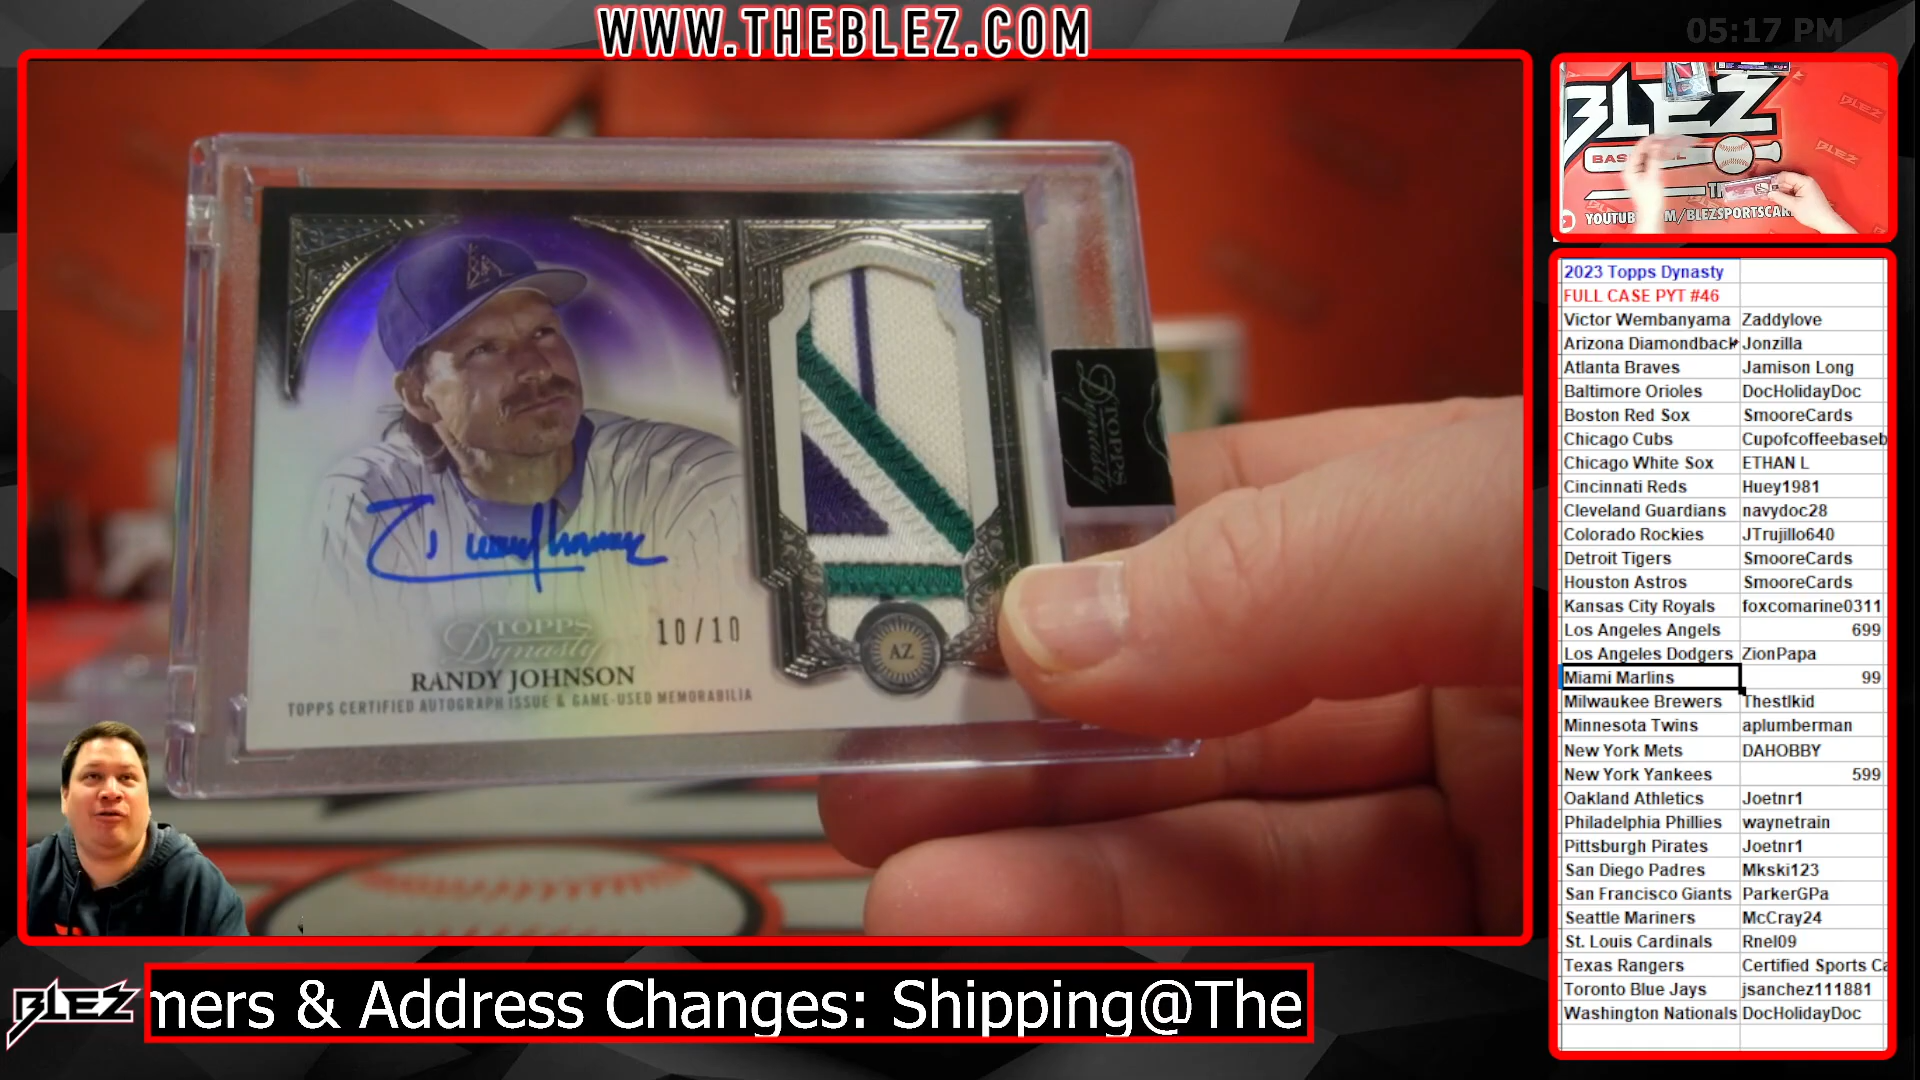 WWW.THEBLEZ.COM
05:17 PM
AZ
TOPPS
Dynasty
10/10
RANDY JOHNSON
TOPPS CERTIFIED AUTOGRAPH ISSUE & GAME-USED MEMORABILIA
TOPPS
Dynasty
BLEZ
BLEZ
BLEZ
YOUTUB M/BLEZSPORTSCAR
2023 Topps Dynasty
FULL CASE PYT #46
Victor Wembanyama Zaddylove
Arizona Diamondback Jonzilla
Atlanta Braves Jamison Long
Baltimore Orioles DocHolidayDoc
Boston Red Sox SmooreCards
Chicago Cubs Cupofcoffeebaseb
Chicago White Sox ETHAN L
Cincinnati Reds Huey1981
Cleveland Guardians navydoc28
Colorado Rockies JTrujillo640
Detroit Tigers SmooreCards
Houston Astros SmooreCards
Kansas City Royals foxcomarine0311
Los Angeles Angels 699
Los Angeles Dodgers ZionPapa
Miami Marlins 99
Milwaukee Brewers Thestlkid
Minnesota Twins aplumberman
New York Mets DAHOBBY
New York Yankees 599
Oakland Athletics Joetnr1
Philadelphia Phillies waynetrain
Pittsburgh Pirates Joetnr1
San Diego Padres Mkski123
San Francisco Giants ParkerGPa
Seattle Mariners McCray24
St. Louis Cardinals Rnel09
Texas Rangers Certified Sports Ca
Toronto Blue Jays jsanchez111881
Washington Nationals DocHolidayDoc
BLEZ
mers & Address Changes: Shipping@The